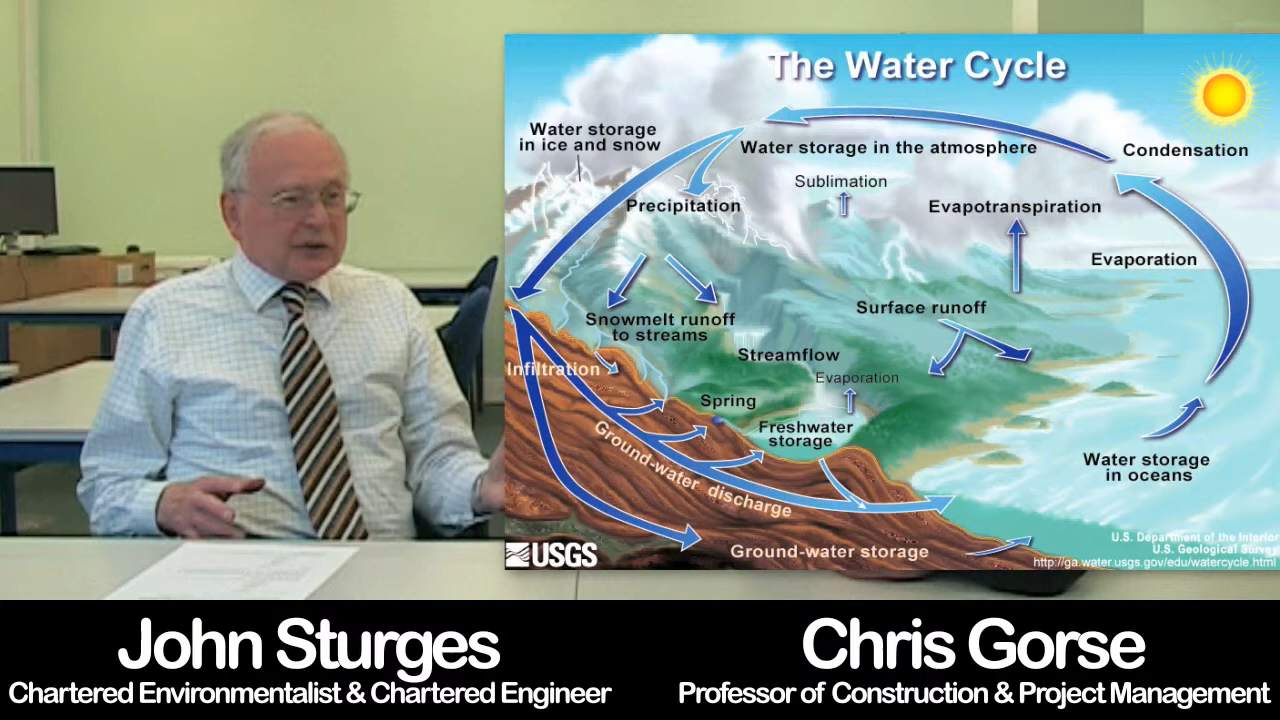 The Water Cycle
Water storage
in ice and snow
Water storage in the atmosphere
Condensation
Sublimation
Precipitation
Evapotranspiration
Evaporation
Surface runoff
Snowmelt runoff
to streams
Streamflow
Infiltration
Evaporation
Spring
Freshwater
storage
Ground-water discharge
Water storage
in oceans
U.S. Department of the Interior
U.S. Geological Survey
http://ga.water.usgs.gov/edu/watercycle.html
USGS
Ground-water storage
John Sturges
Chartered Environmentalist & Chartered Engineer
Chris Gorse
Professor of Construction & Project Management